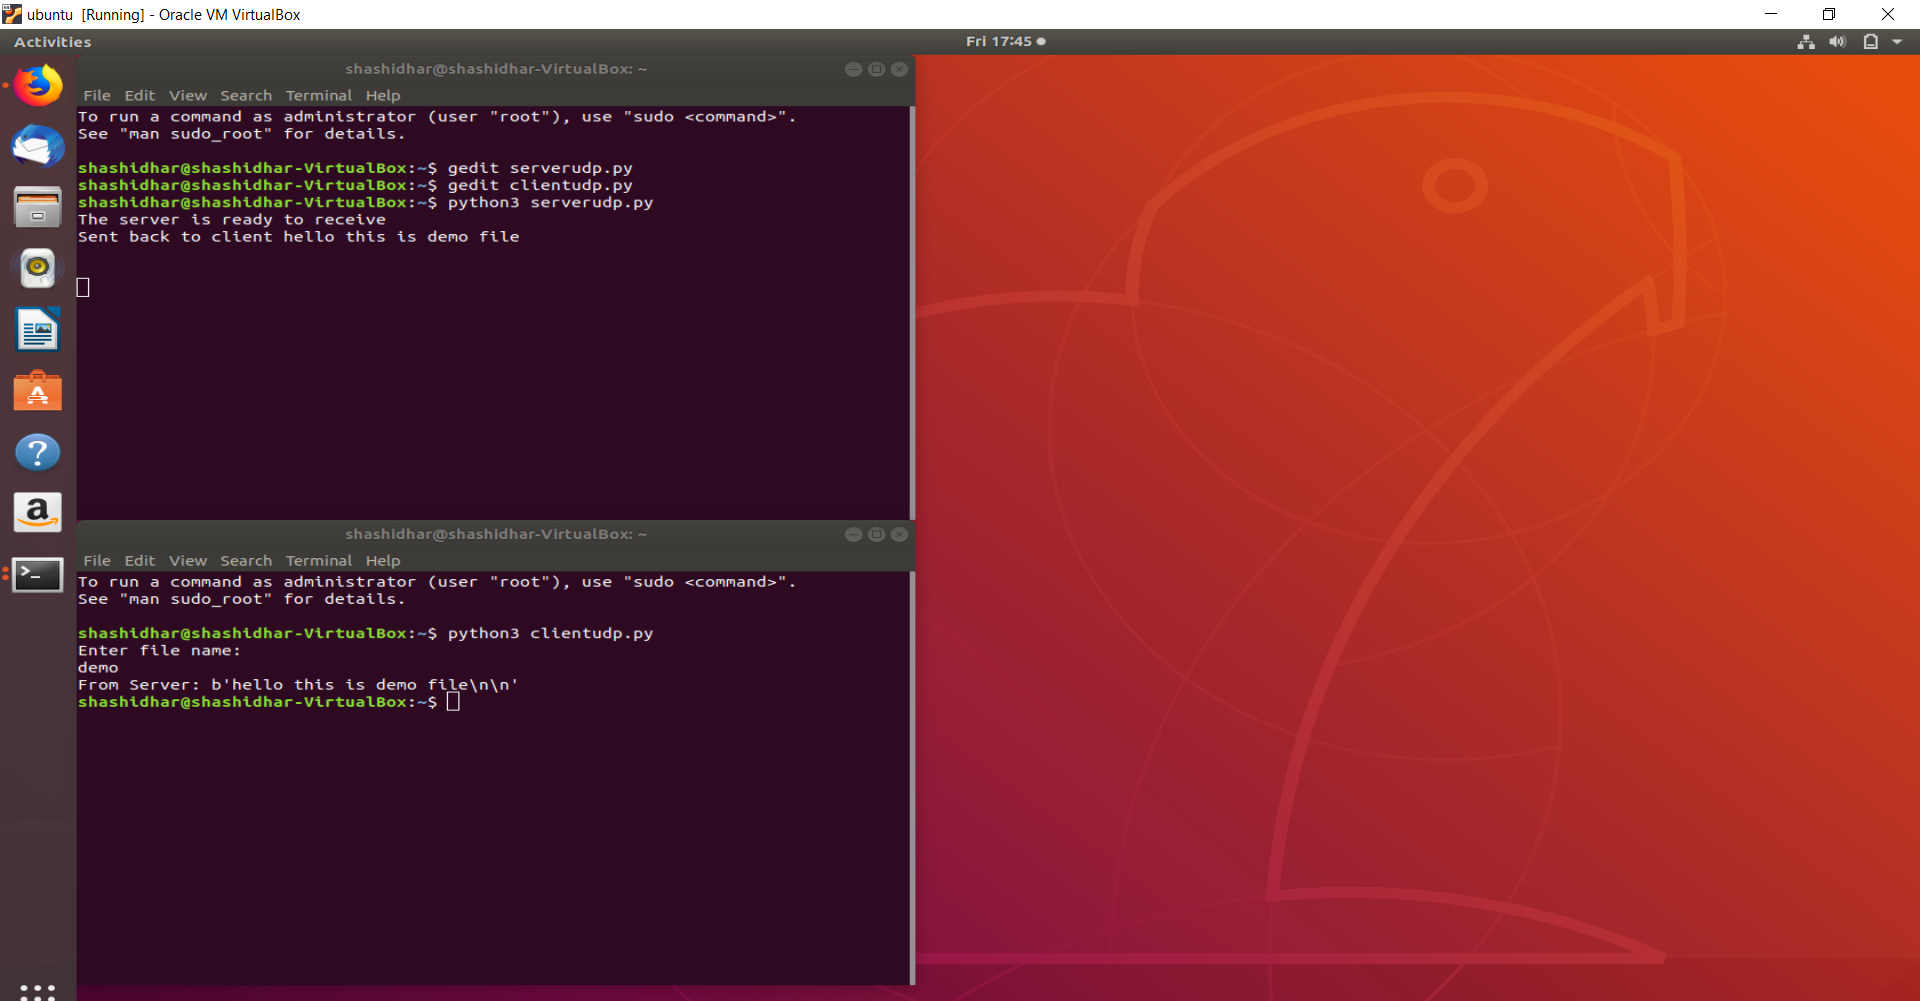 ubuntu [Running] - Oracle VM VirtualBox
Activities
Fri 17:45
shashidhar@shashidhar-VirtualBox: ~
File Edit View Search Terminal Help
To run a command as administrator (user "root"), use "sudo <command>".
See "man sudo_root" for details.
shashidhar@shashidhar-VirtualBox:~$ gedit serverudp.py
shashidhar@shashidhar-VirtualBox:~$ gedit clientudp.py
shashidhar@shashidhar-VirtualBox:~$ python3 serverudp.py
The server is ready to receive
Sent back to client hello this is demo file
shashidhar@shashidhar-VirtualBox: ~
File Edit View Search Terminal Help
To run a command as administrator (user "root"), use "sudo <command>".
See "man sudo_root" for details.
shashidhar@shashidhar-VirtualBox:~$ python3 clientudp.py
Enter file name:
demo
From Server: b'hello this is demo file\n\n'
shashidhar@shashidhar-VirtualBox:~$